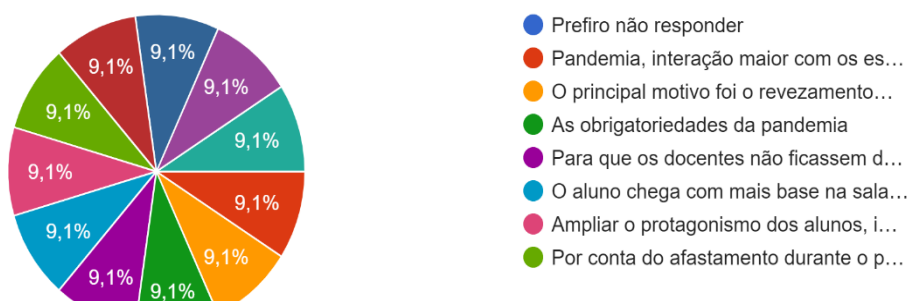 9,1%
9,1%
9,1%
9,1%
9,1%
9,1%
9,1%
9,1%
9,1%
9,1%
9,1%
Prefiro não responder
Pandemia, interação maior com os es…
O principal motivo foi o revezamento…
As obrigatoriedades da pandemia
Para que os docentes não ficassem d…
O aluno chega com mais base na sala…
Ampliar o protagonismo dos alunos, i…
Por conta do afastamento durante o p…